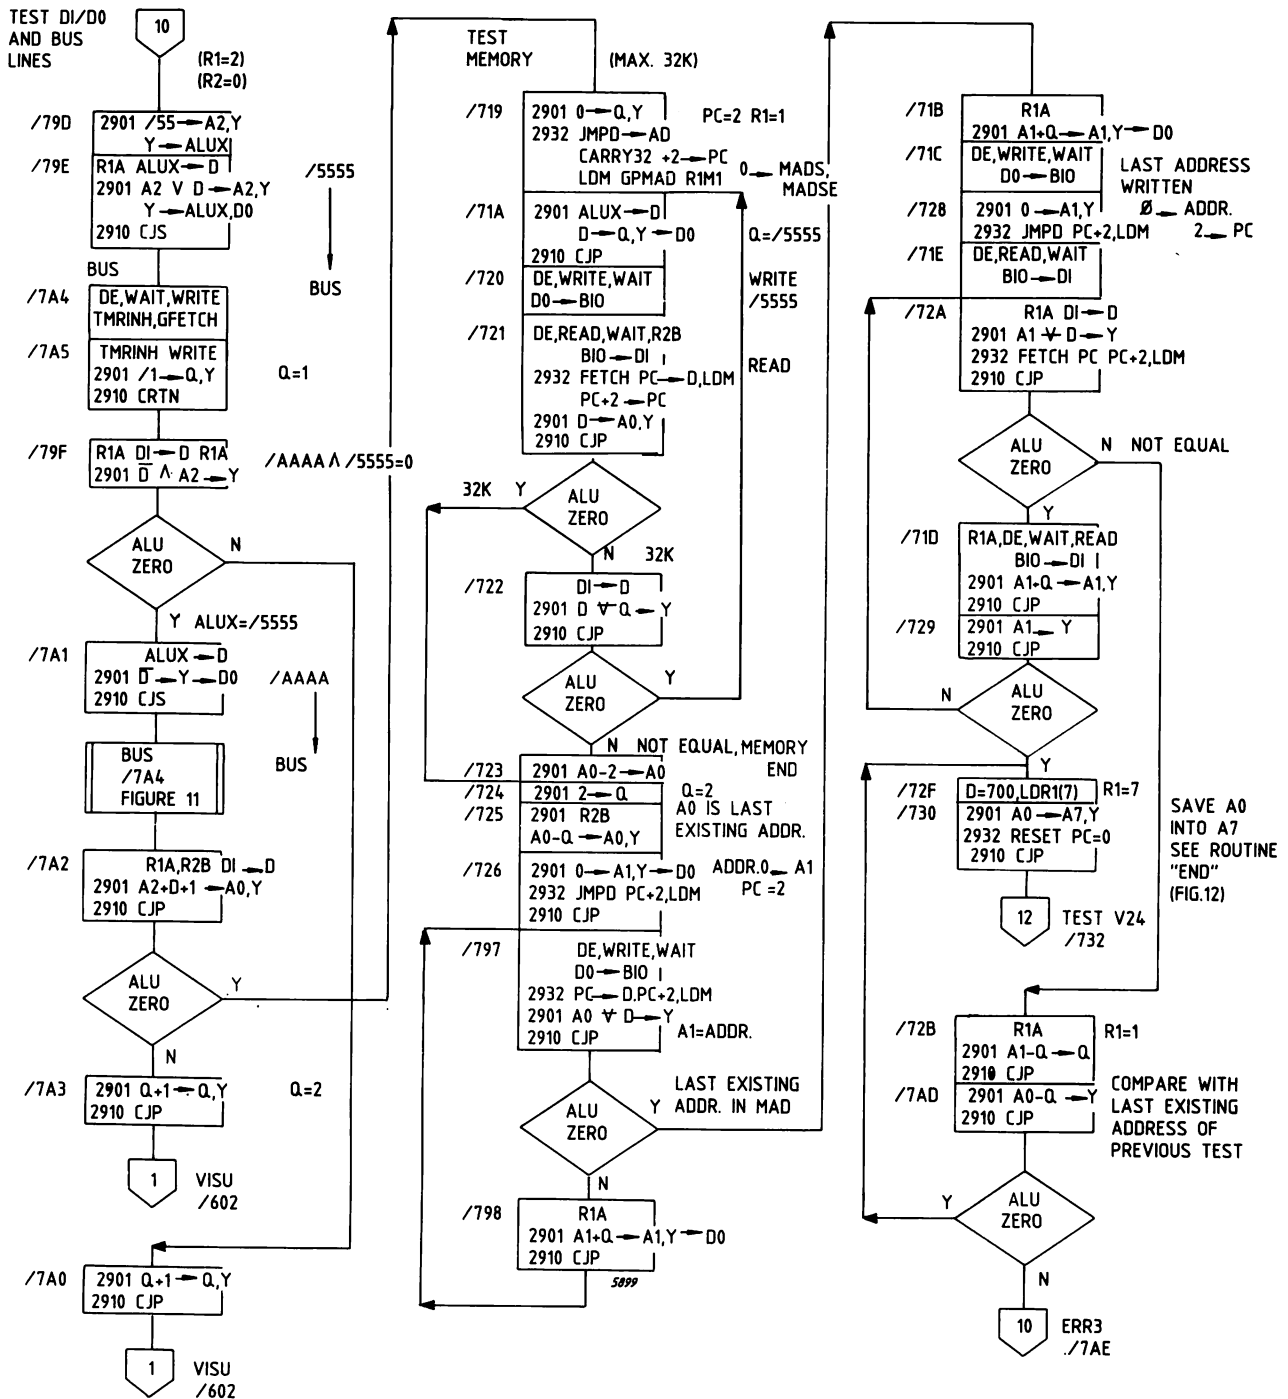 TEST DI/DO
AND BUS
LINES
10
(R1=2)
(R2=0)
/79D
2901 /55→A2,Y
Y→ALUX
/79E
R1A ALUX→D
2901 A2 V D→A2,Y
Y→ALUX,DO
2910 CJS
/5555
BUS
BUS
/7A4
DE,WAIT,WRITE
TMRINH,GFETCH
/7A5
TMRINH WRITE
2901 /1→Q,Y
2910 CRTN
Q=1
/79F
R1A DI→D R1A
2901 D̅ Λ A2→Y
/AAAA Λ /5555=0
ALU
ZERO
N
Y ALUX=/5555
/7A1
ALUX→D
2901 D̅→Y→DO
2910 CJS
/AAAA
BUS
BUS
/7A4
FIGURE 11
/7A2
R1A,R2B DI→D
2901 A2+D+1→A0,Y
2910 CJP
ALU
ZERO
Y
N
/7A3
2901 Q+1→Q,Y
2910 CJP
Q=2
1
VISU
/602
/7A0
2901 Q+1→Q,Y
2910 CJP
1
VISU
/602
TEST
MEMORY
(MAX. 32K)
/719
2901 0→Q,Y
2932 JMPD→AD
CARRY32 +2→PC
LDM GPMAD R1M1
PC=2 R1=1
0→MADS,
MADSE
/71A
2901 ALUX→D
D→Q,Y→DO
2910 CJP
Q=/5555
/720
DE,WRITE,WAIT
DO→BIO
WRITE
/5555
/721
DE,READ,WAIT,R2B
BIO→DI
2932 FETCH PC→D,LDM
PC+2→PC
2901 D→A0,Y
2910 CJP
READ
32K Y
ALU
ZERO
N 32K
/722
DI→D
2901 D ⊻ Q→Y
2910 CJP
ALU
ZERO
Y
N NOT EQUAL,MEMORY
END
/723
2901 A0-2→A0
/724
2901 2→Q
Q=2
/725
2901 R2B
A0-Q→A0,Y
A0 IS LAST
EXISTING ADDR.
/726
2901 0→A1,Y→DO
2932 JMPD PC+2,LDM
2910 CJP
ADDR.0→A1
PC=2
/797
DE,WRITE,WAIT
DO→BIO
2932 PC→D.PC+2,LDM
2901 A0 ⊻ D→Y
2910 CJP
A1=ADDR.
ALU
ZERO
LAST EXISTING
Y ADDR. IN MAD
N
/798
R1A
2901 A1+Q→A1,Y→DO
2910 CJP
5899
/71B
R1A
2901 A1+Q→A1,Y→DO
/71C
DE,WRITE,WAIT
DO→BIO
LAST ADDRESS
WRITTEN
/728
2901 0→A1,Y
2932 JMPD PC+2,LDM
Ø→ADDR.
2→PC
/71E
DE,READ,WAIT
BIO→DI
/72A
R1A DI→D
2901 A1 ⊻ D→Y
2932 FETCH PC PC+2,LDM
2910 CJP
ALU
ZERO
N NOT EQUAL
Y
/71D
R1A,DE,WAIT,READ
BIO→DI
2901 A1+Q→A1,Y
2910 CJP
/729
2901 A1→Y
2910 CJP
N
ALU
ZERO
Y
/72F
D=700,LDR1(7)
R1=7
/730
2901 A0→A7,Y
2932 RESET PC=0
2910 CJP
SAVE A0
INTO A7
SEE ROUTINE
"END"
(FIG.12)
12
TEST V24
/732
/72B
R1A
2901 A1-Q→Q
2910 CJP
R1=1
/7AD
2901 A0-Q→Y
2910 CJP
COMPARE WITH
LAST EXISTING
ADDRESS OF
PREVIOUS TEST
Y
ALU
ZERO
N
10
ERR3
./7AE